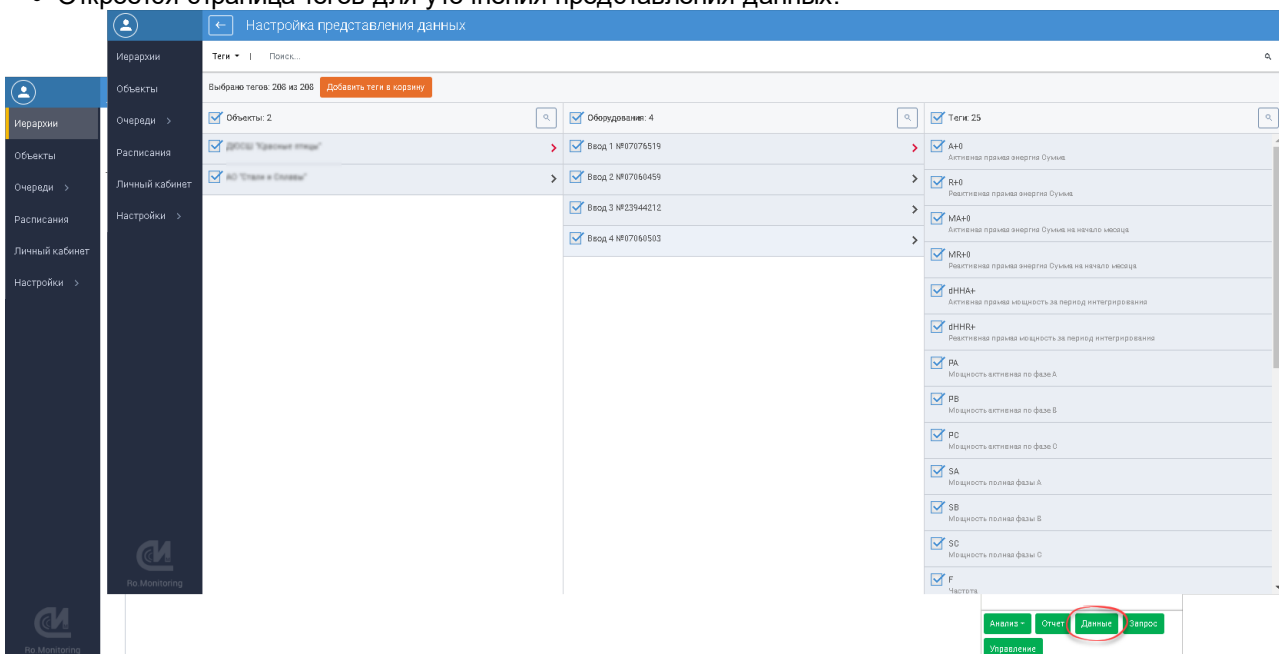 • Откроется страница тегов для уточнения представления данных:
Настройка представления данных
Иерархии
Объекты
Очереди >
Расписания
Личный кабинет
Настройки >
Ro.Monitoring
Иерархии
Объекты
Очереди >
Расписания
Личный кабинет
Настройки >
Ro.Monitoring
Теги | Поиск...
Выбрано тегов: 208 из 208 Добавить теги в корзину
Объекты: 2
АО "Стали и Сплавы"
Оборудования: 4
Ввод 1 №07076519
Ввод 2 №07060459
Ввод 3 №23944212
Ввод 4 №07060503
Теги: 25
A+0
Активная прямая энергия Сумма
R+0
Реактивная прямая энергия Сумма
MA+0
Активная прямая энергия Сумма на начало месяца
MR+0
Реактивная прямая энергия Сумма на начало месяца
dHHA+
Активная прямая мощность за период интегрирования
dHHR+
Реактивная прямая мощность за период интегрирования
PA
Мощность активная по фазе A
PB
Мощность активная по фазе B
PC
Мощность активная по фазе C
SA
Мощность полная фазы A
SB
Мощность полная фазы B
SC
Мощность полная фазы C
F
Частота
Анализ Отчет Данные Запрос
Управление